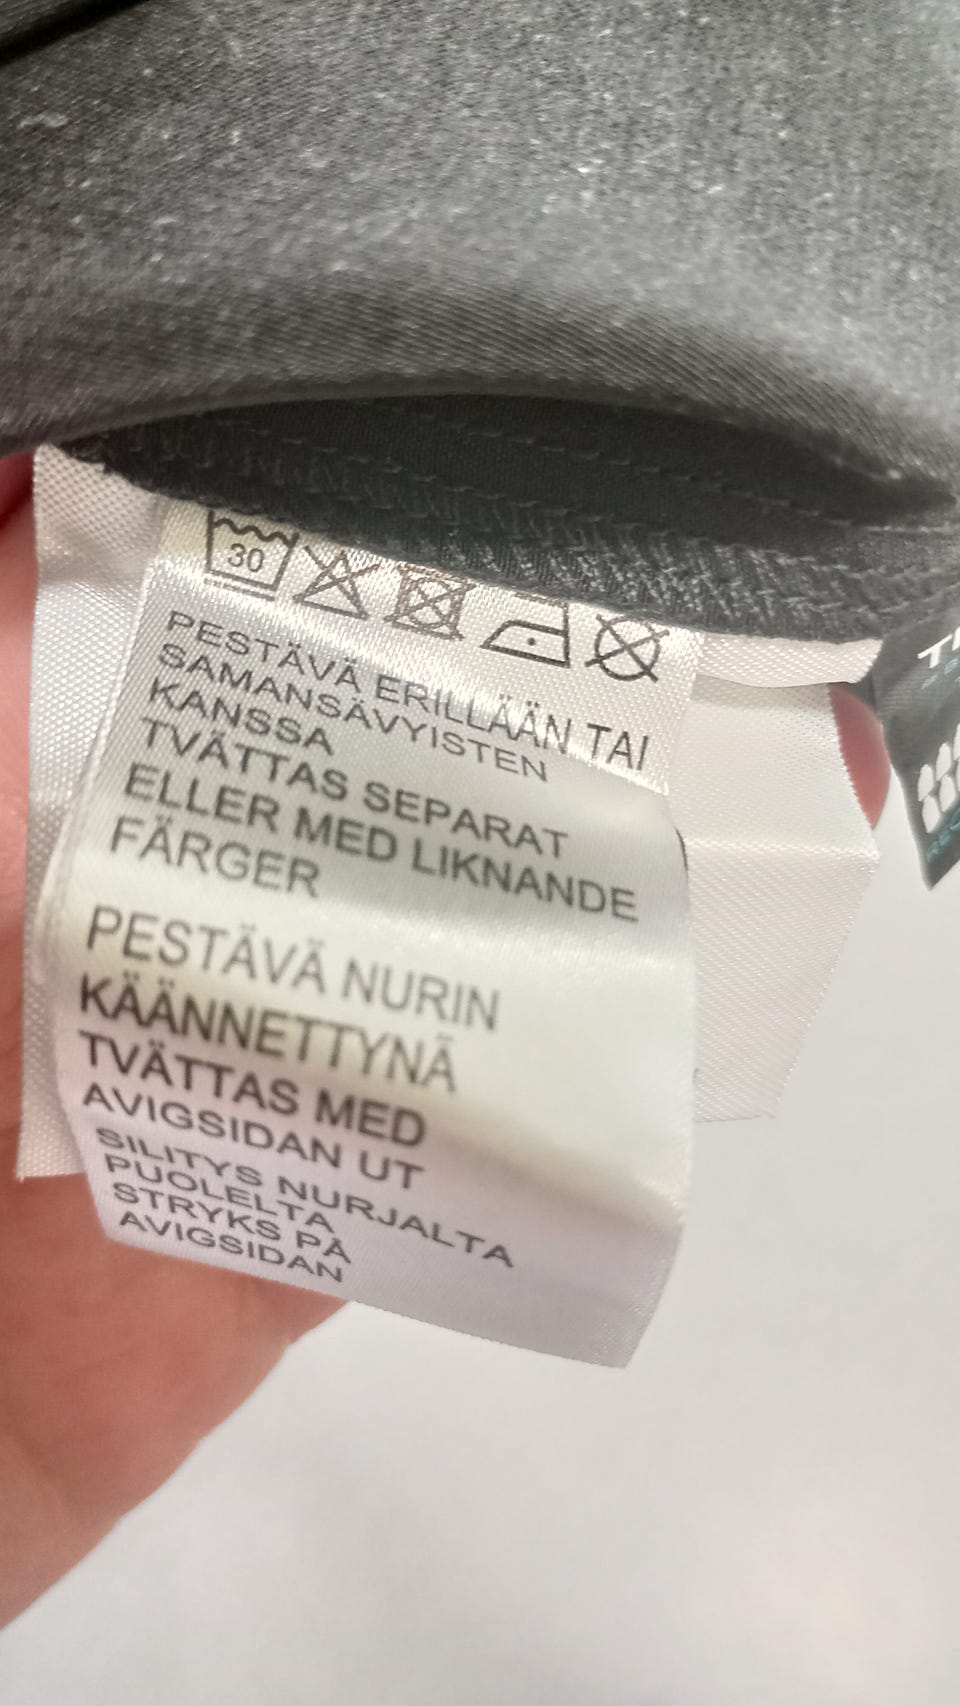 30
PESTÄVÄ ERILLÄÄN TAI
SAMANSÄVYISTEN
KANSSA
TVÄTTAS SEPARAT
ELLER MED LIKNANDE
FÄRGER
PESTÄVÄ NURIN
KÄÄNNETTYNÄ
TVÄTTAS MED
AVIGSIDAN UT
SILITYS NURJALTA
PUOLELTA
STRYKS PÅ
AVIGSIDAN